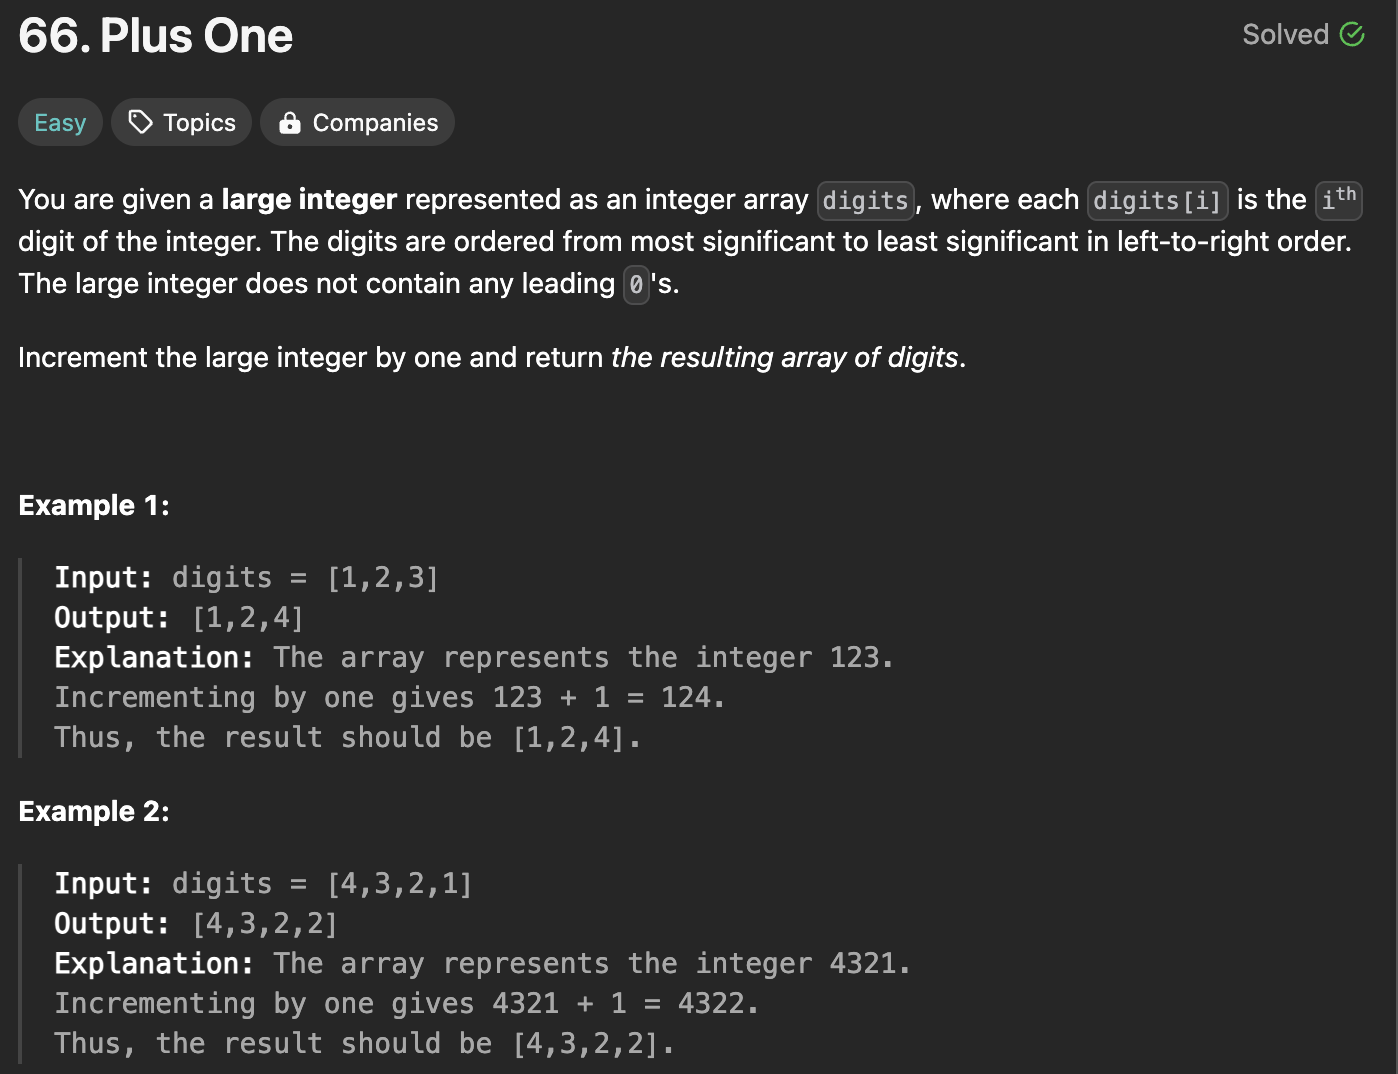 66. Plus One
Solved
Easy
Topics
Companies
You are given a large integer represented as an integer array digits, where each digits[i] is the ith
digit of the integer. The digits are ordered from most significant to least significant in left-to-right order.
The large integer does not contain any leading 0's.
Increment the large integer by one and return the resulting array of digits.
Example 1:
Input: digits = [1,2,3]
Output: [1,2,4]
Explanation: The array represents the integer 123.
Incrementing by one gives 123 + 1 = 124.
Thus, the result should be [1,2,4].
Example 2:
Input: digits = [4,3,2,1]
Output: [4,3,2,2]
Explanation: The array represents the integer 4321.
Incrementing by one gives 4321 + 1 = 4322.
Thus, the result should be [4,3,2,2].